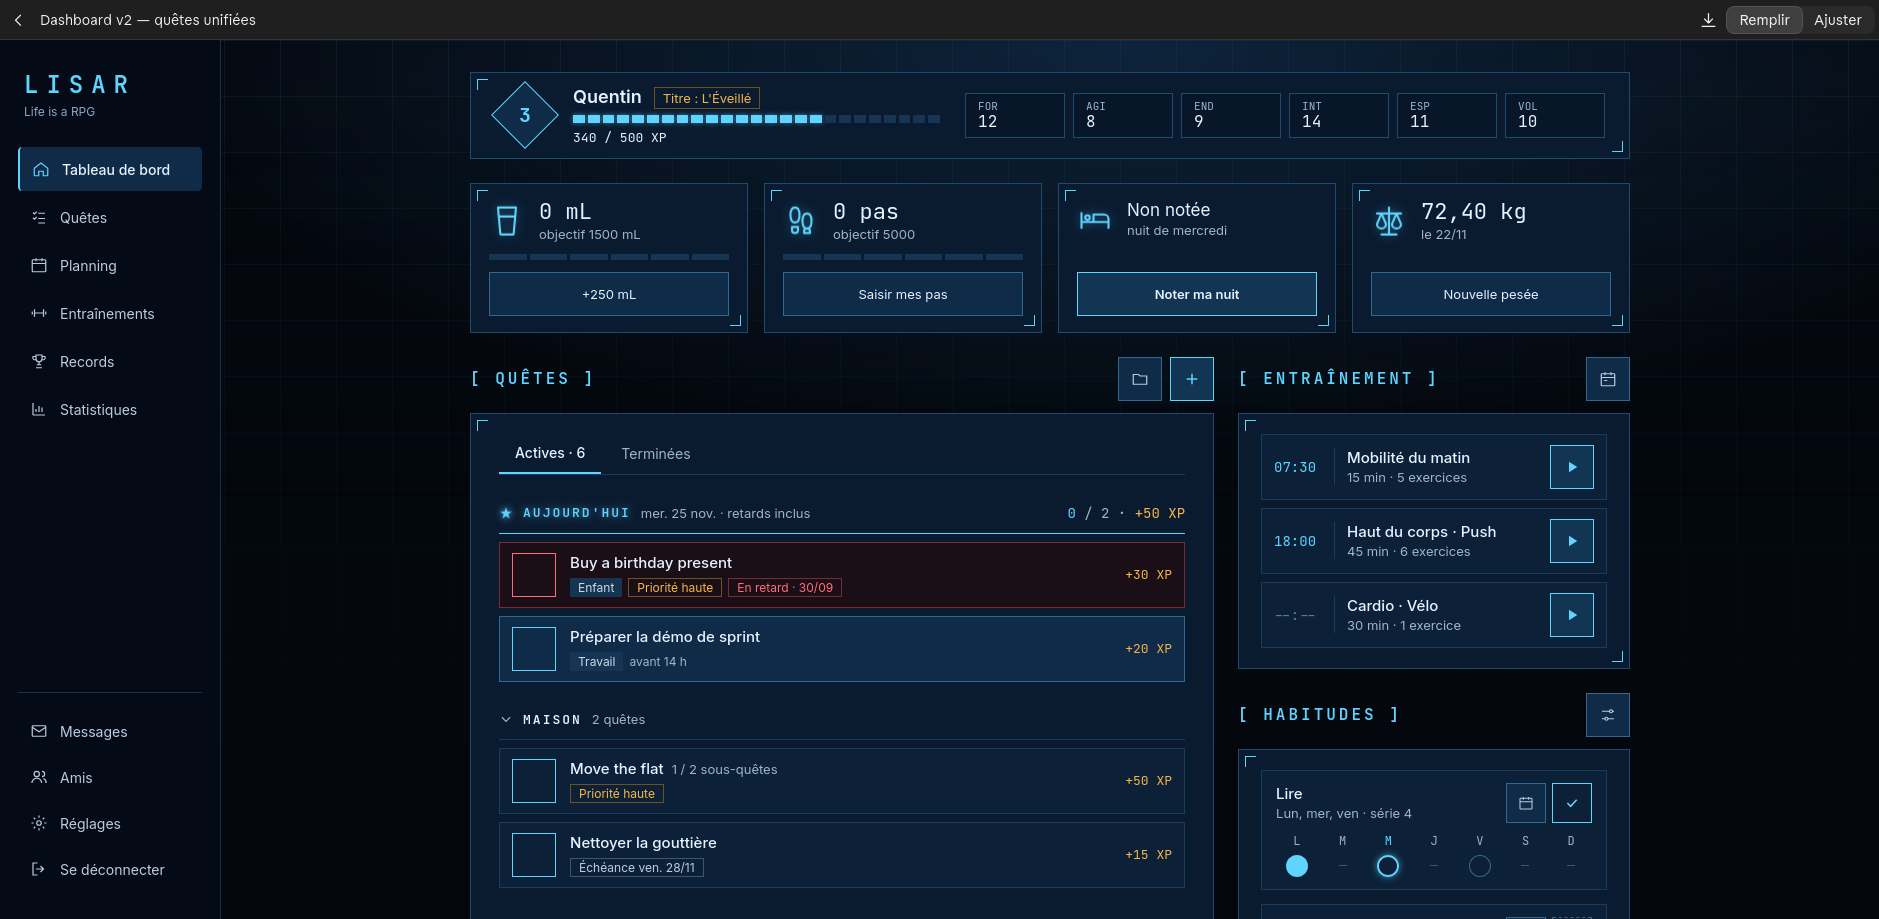 Dashboard v2 — quêtes unifiées
Remplir
Ajuster
LISAR
Life is a RPG
Tableau de bord
Quêtes
Planning
Entraînements
Records
Statistiques
Messages
Amis
Réglages
Se déconnecter
3
Quentin
Titre : L'Éveillé
340 / 500 XP
FOR
12
AGI
8
END
9
INT
14
ESP
11
VOL
10
0 mL
objectif 1500 mL
+250 mL
0 pas
objectif 5000
Saisir mes pas
Non notée
nuit de mercredi
Noter ma nuit
72,40 kg
le 22/11
Nouvelle pesée
[ QUÊTES ]
Actives · 6
Terminées
AUJOURD'HUI mer. 25 nov. · retards inclus 0 / 2 · +50 XP
Buy a birthday present
Enfant Priorité haute En retard · 30/09
+30 XP
Préparer la démo de sprint
Travail avant 14 h
+20 XP
MAISON 2 quêtes
Move the flat 1 / 2 sous-quêtes
Priorité haute
+50 XP
Nettoyer la gouttière
Échéance ven. 28/11
+15 XP
[ ENTRAÎNEMENT ]
07:30
Mobilité du matin
15 min · 5 exercices
18:00
Haut du corps · Push
45 min · 6 exercices
--:--
Cardio · Vélo
30 min · 1 exercice
[ HABITUDES ]
Lire
Lun, mer, ven · série 4
L M M J V S D